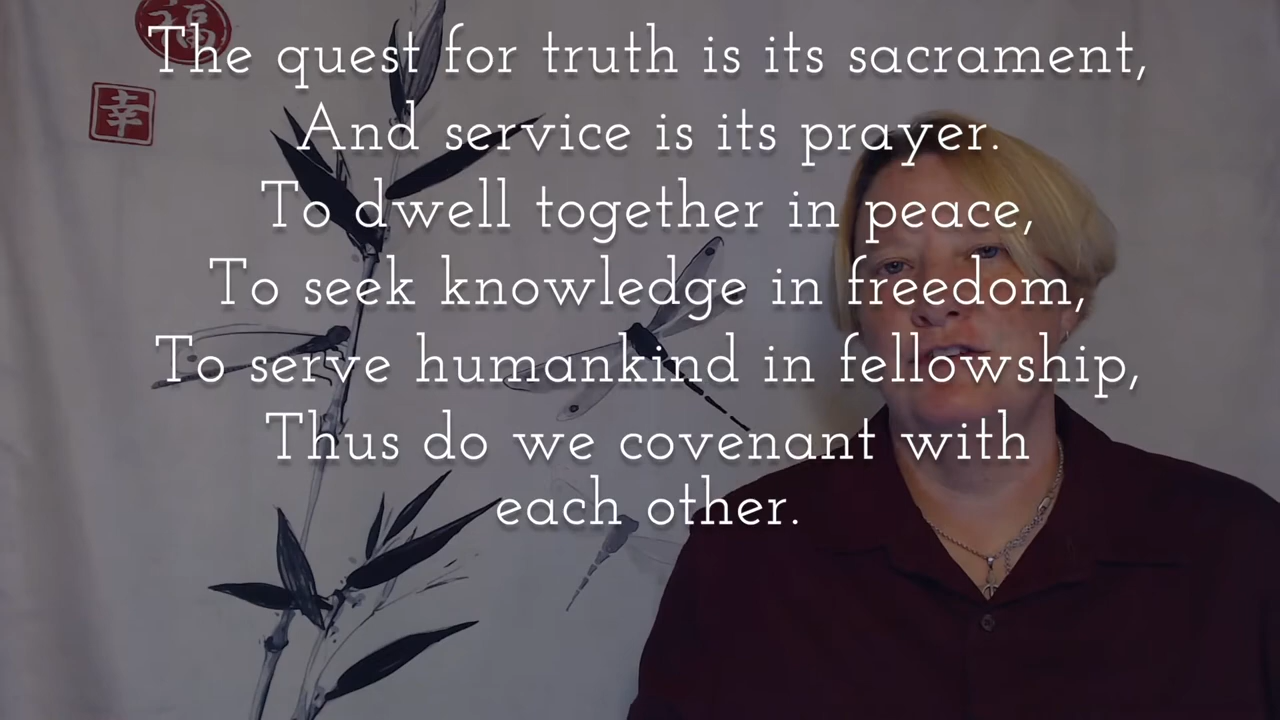 福
The quest for truth is its sacrament,
幸
And service is its prayer.
To dwell together in peace,
To seek knowledge in freedom,
To serve humankind in fellowship,
Thus do we covenant with
each other.